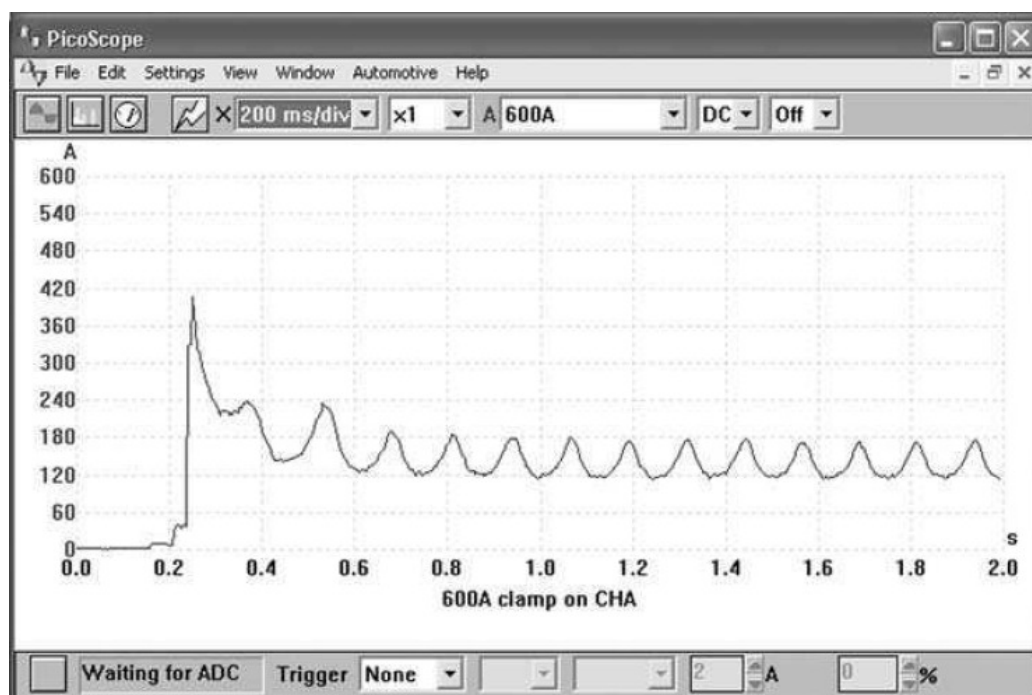 PicoScope
File Edit Settings View Window Automotive Help
200 ms/div x1 A 600A DC Off
A
600
540
480
420
360
300
240
180
120
60
0
s
0.0 0.2 0.4 0.6 0.8 1.0 1.2 1.4 1.6 1.8 2.0
600A clamp on CHA
Waiting for ADC Trigger None 2 A 0 %